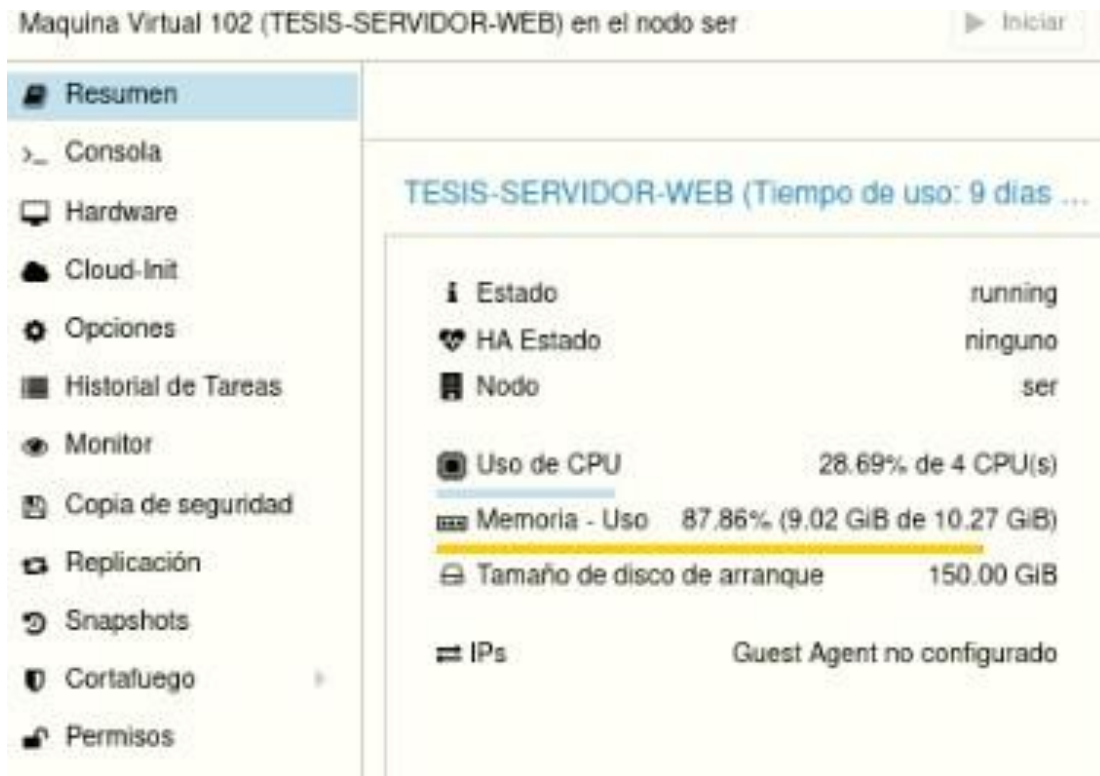 Maquina Virtual 102 (TESIS-SERVIDOR-WEB) en el nodo ser
Iniciar
Resumen
Consola
Hardware
Cloud-Init
Opciones
Historial de Tareas
Monitor
Copia de seguridad
Replicación
Snapshots
Cortafuego
Permisos
TESIS-SERVIDOR-WEB (Tiempo de uso: 9 dias ...
Estado running
HA Estado ninguno
Nodo ser
Uso de CPU 28.69% de 4 CPU(s)
Memoria - Uso 87.86% (9.02 GiB de 10.27 GiB)
Tamaño de disco de arranque 150.00 GiB
IPs Guest Agent no configurado